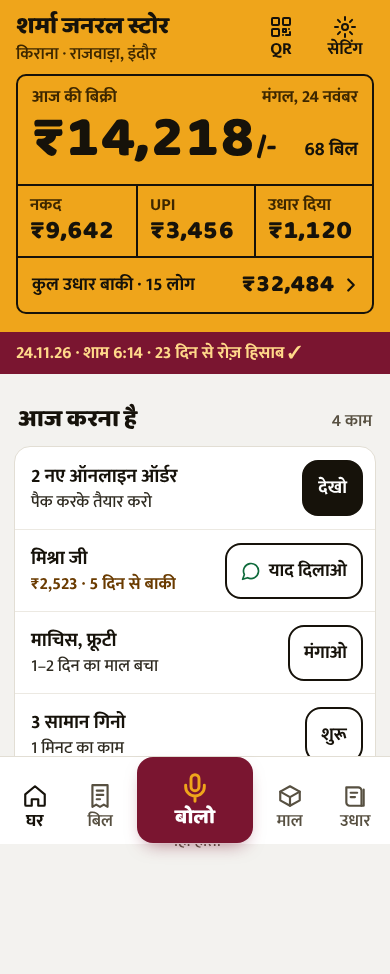 शर्मा जनरल स्टोर
किराना · राजवाड़ा, इंदौर
QR
सेटिंग
आज की बिक्री
मंगल, 24 नवंबर
₹14,218/-
68 बिल
नकद
₹9,642
UPI
₹3,456
उधार दिया
₹1,120
कुल उधार बाकी · 15 लोग
₹32,484
24.11.26 · शाम 6:14 · 23 दिन से रोज़ हिसाब ✓
आज करना है
4 काम
2 नए ऑनलाइन ऑर्डर
पैक करके तैयार करो
देखो
मिश्रा जी
₹2,523 · 5 दिन से बाकी
याद दिलाओ
माचिस, फ्रूटी
1–2 दिन का माल बचा
मंगाओ
3 सामान गिनो
1 मिनट का काम
शुरू
घर
बिल
बोलो
माल
उधार